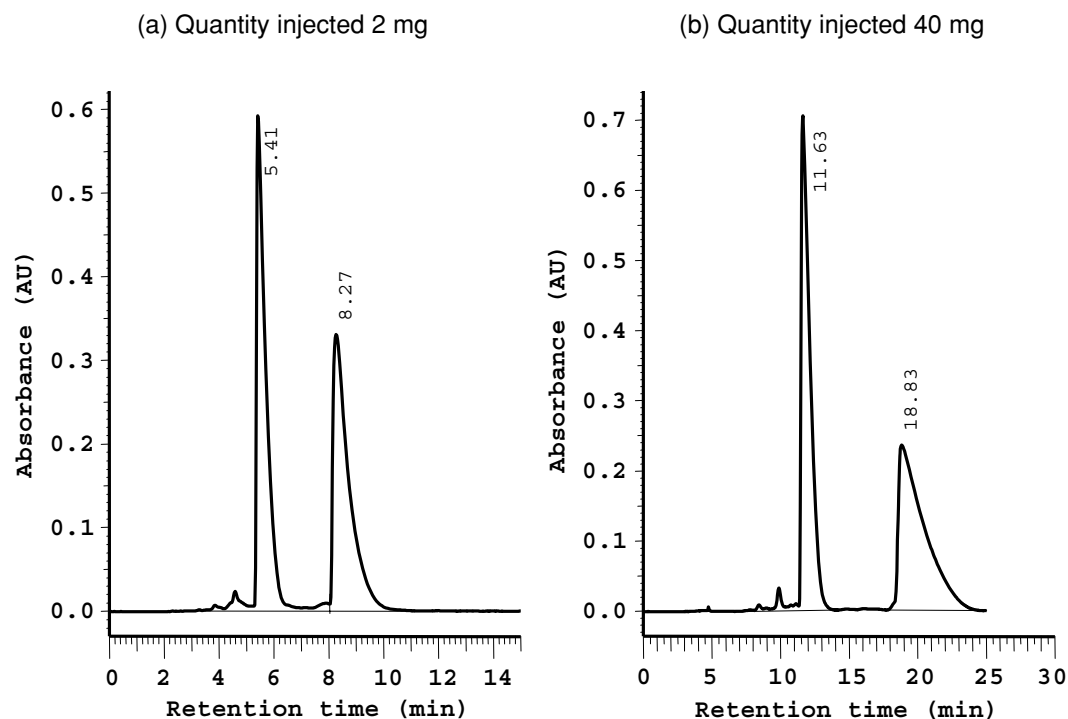 (a) Quantity injected 2 mg
0.6
0.5
0.4
0.3
0.2
0.1
0.0
Absorbance (AU)
5.41
8.27
0 2 4 6 8 10 12 14
Retention time (min)
(b) Quantity injected 40 mg
0.7
0.6
0.5
0.4
0.3
0.2
0.1
0.0
Absorbance (AU)
11.63
18.83
0 5 10 15 20 25 30
Retention time (min)